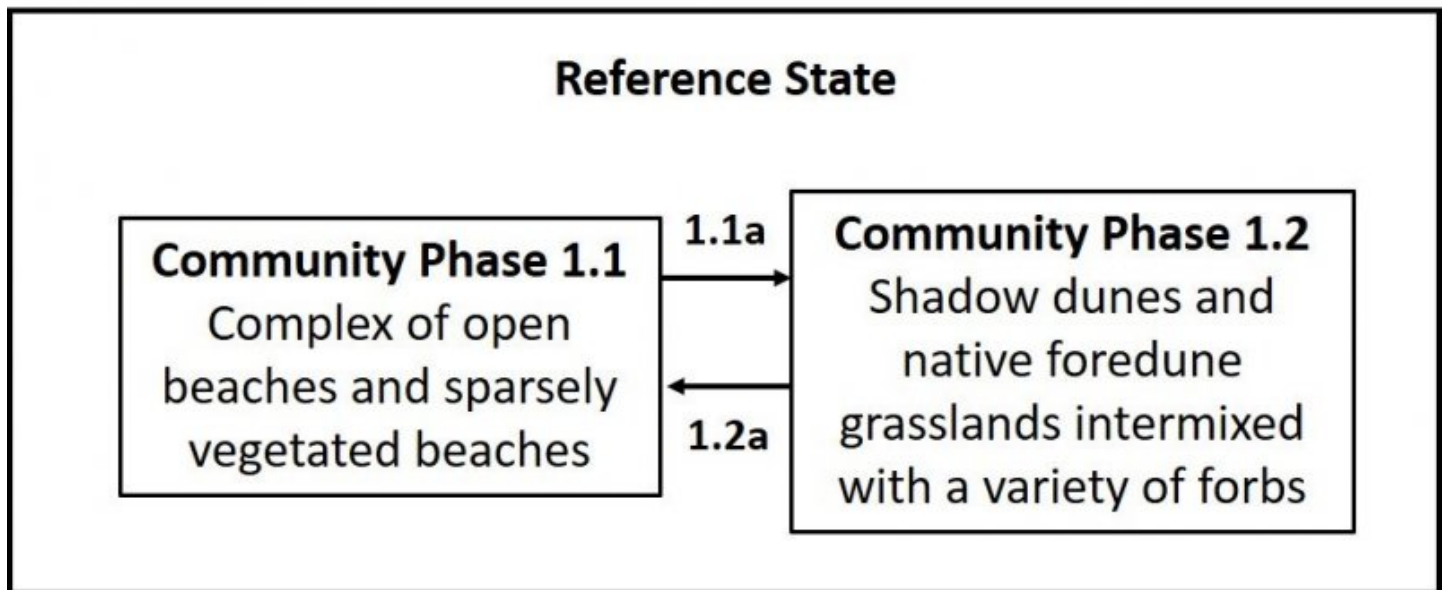 Reference State
Community Phase 1.1
Complex of open
beaches and sparsely
vegetated beaches
1.1a
1.2a
Community Phase 1.2
Shadow dunes and
native foredune
grasslands intermixed
with a variety of forbs